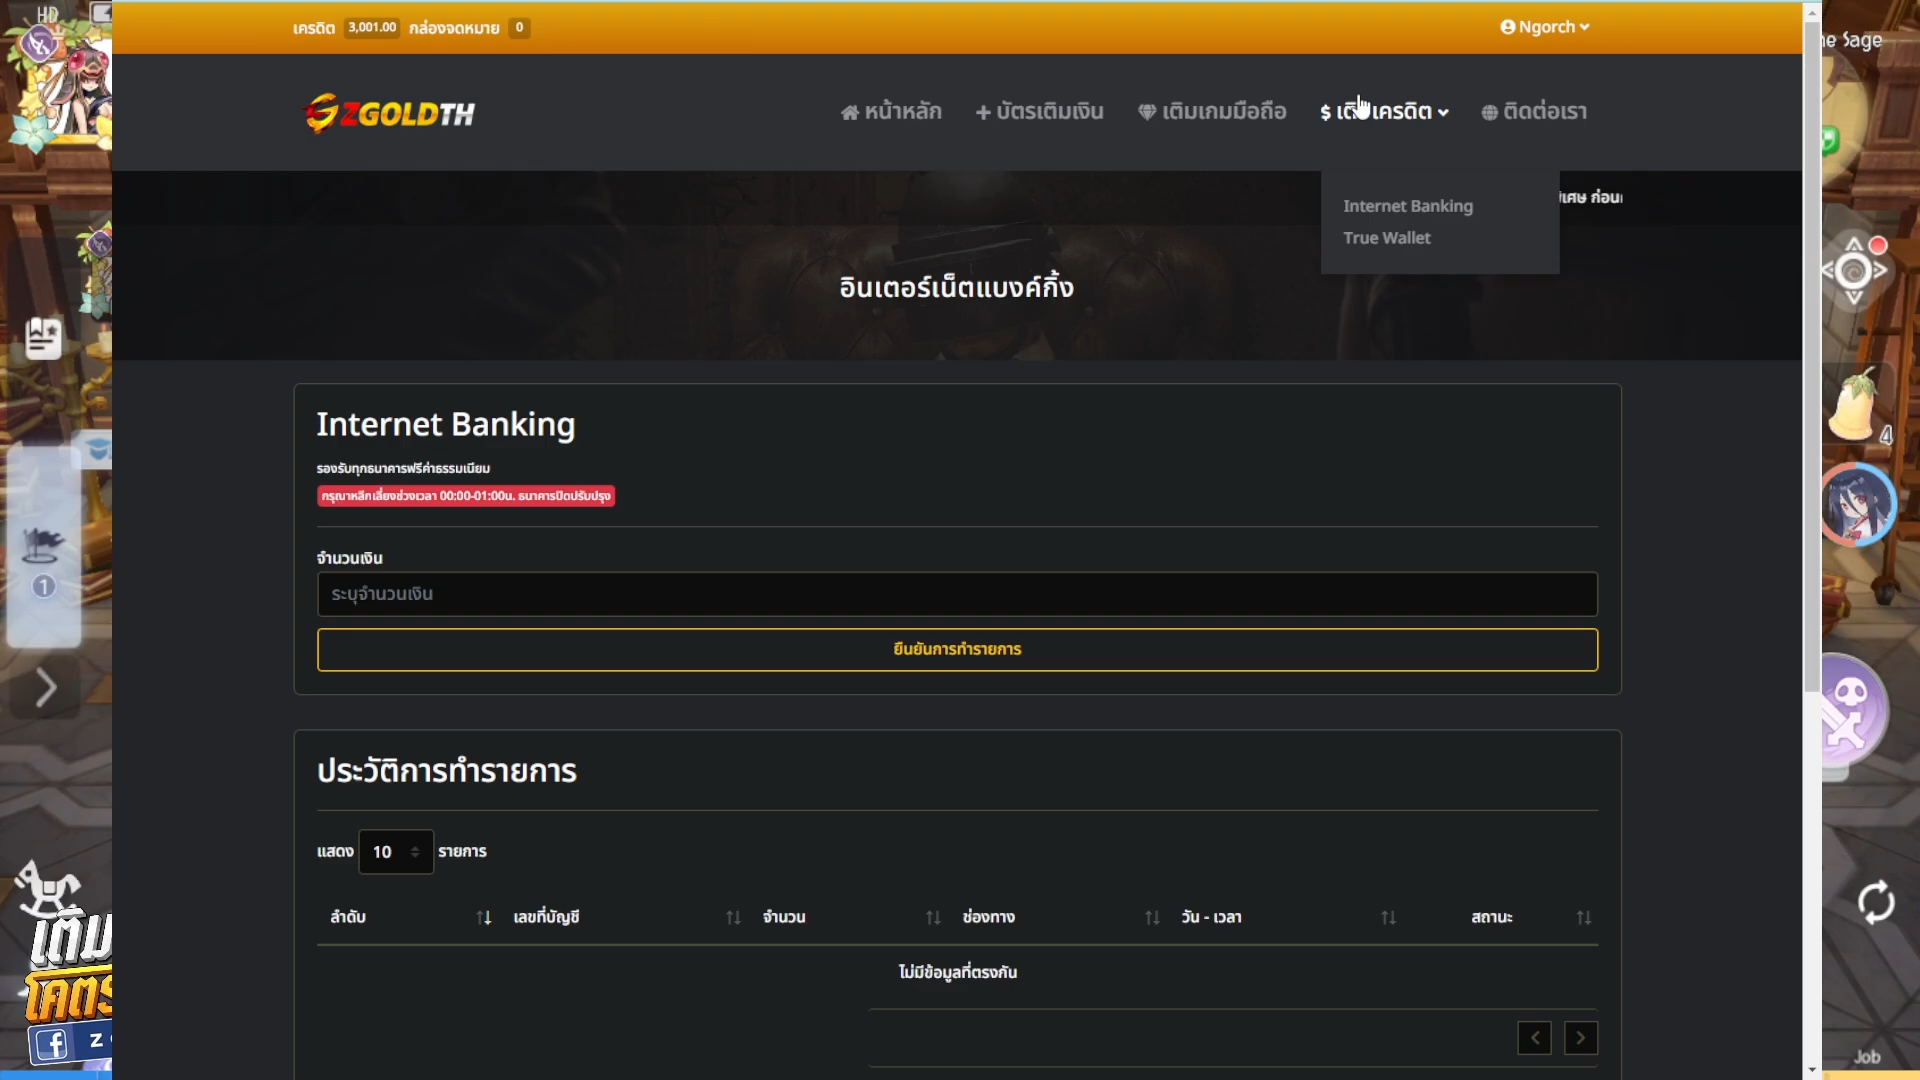 HD
เครดิต 3,001.00 กล่องจดหมาย 0
Ngorch
ne Sage
ZGOLDTH
หน้าหลัก
บัตรเติมเงิน
เติมเกมมือถือ
$ เติมเครดิต
ติดต่อเรา
Internet Banking
True Wallet
อินเตอร์เน็ตแบงค์กิ้ง
Internet Banking
รองรับทุกธนาคารฟรีค่าธรรมเนียม
กรุณาหลีกเลี่ยงช่วงเวลา 00:00-01:00น. ธนาคารปิดปรับปรุง
จำนวนเงิน
ระบุจำนวนเงิน
ยืนยันการทำรายการ
4
1
ประวัติการทำรายการ
แสดง 10 รายการ
ลำดับ เลขที่บัญชี จำนวน ช่องทาง วัน - เวลา สถานะ
ไม่มีข้อมูลที่ตรงกัน
เติม
โคตร
f Z
Job